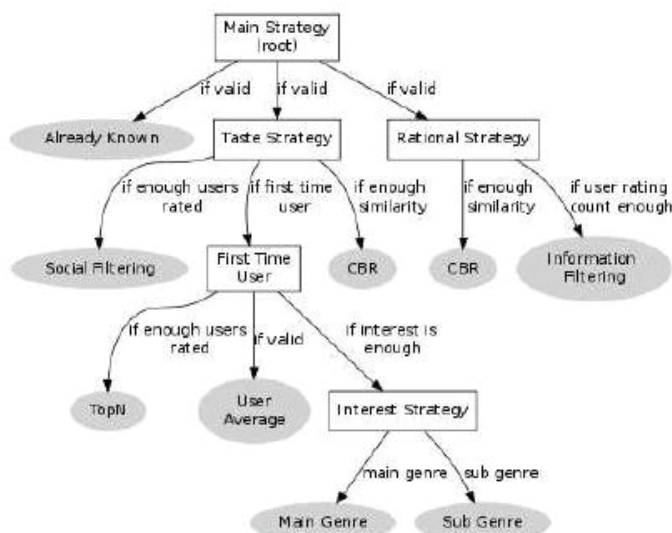 Main Strategy
(root)
if valid
if valid
if valid
Already Known
Taste Strategy
Rational Strategy
if enough users
rated
if first time
user
if enough
similarity
if enough
similarity
if user rating
count enough
Social Filtering
First Time
User
CBR
CBR
Information
Filtering
if enough users
rated
if valid
if interest is
enough
TopN
User
Average
Interest Strategy
main genre
sub genre
Main Genre
Sub Genre